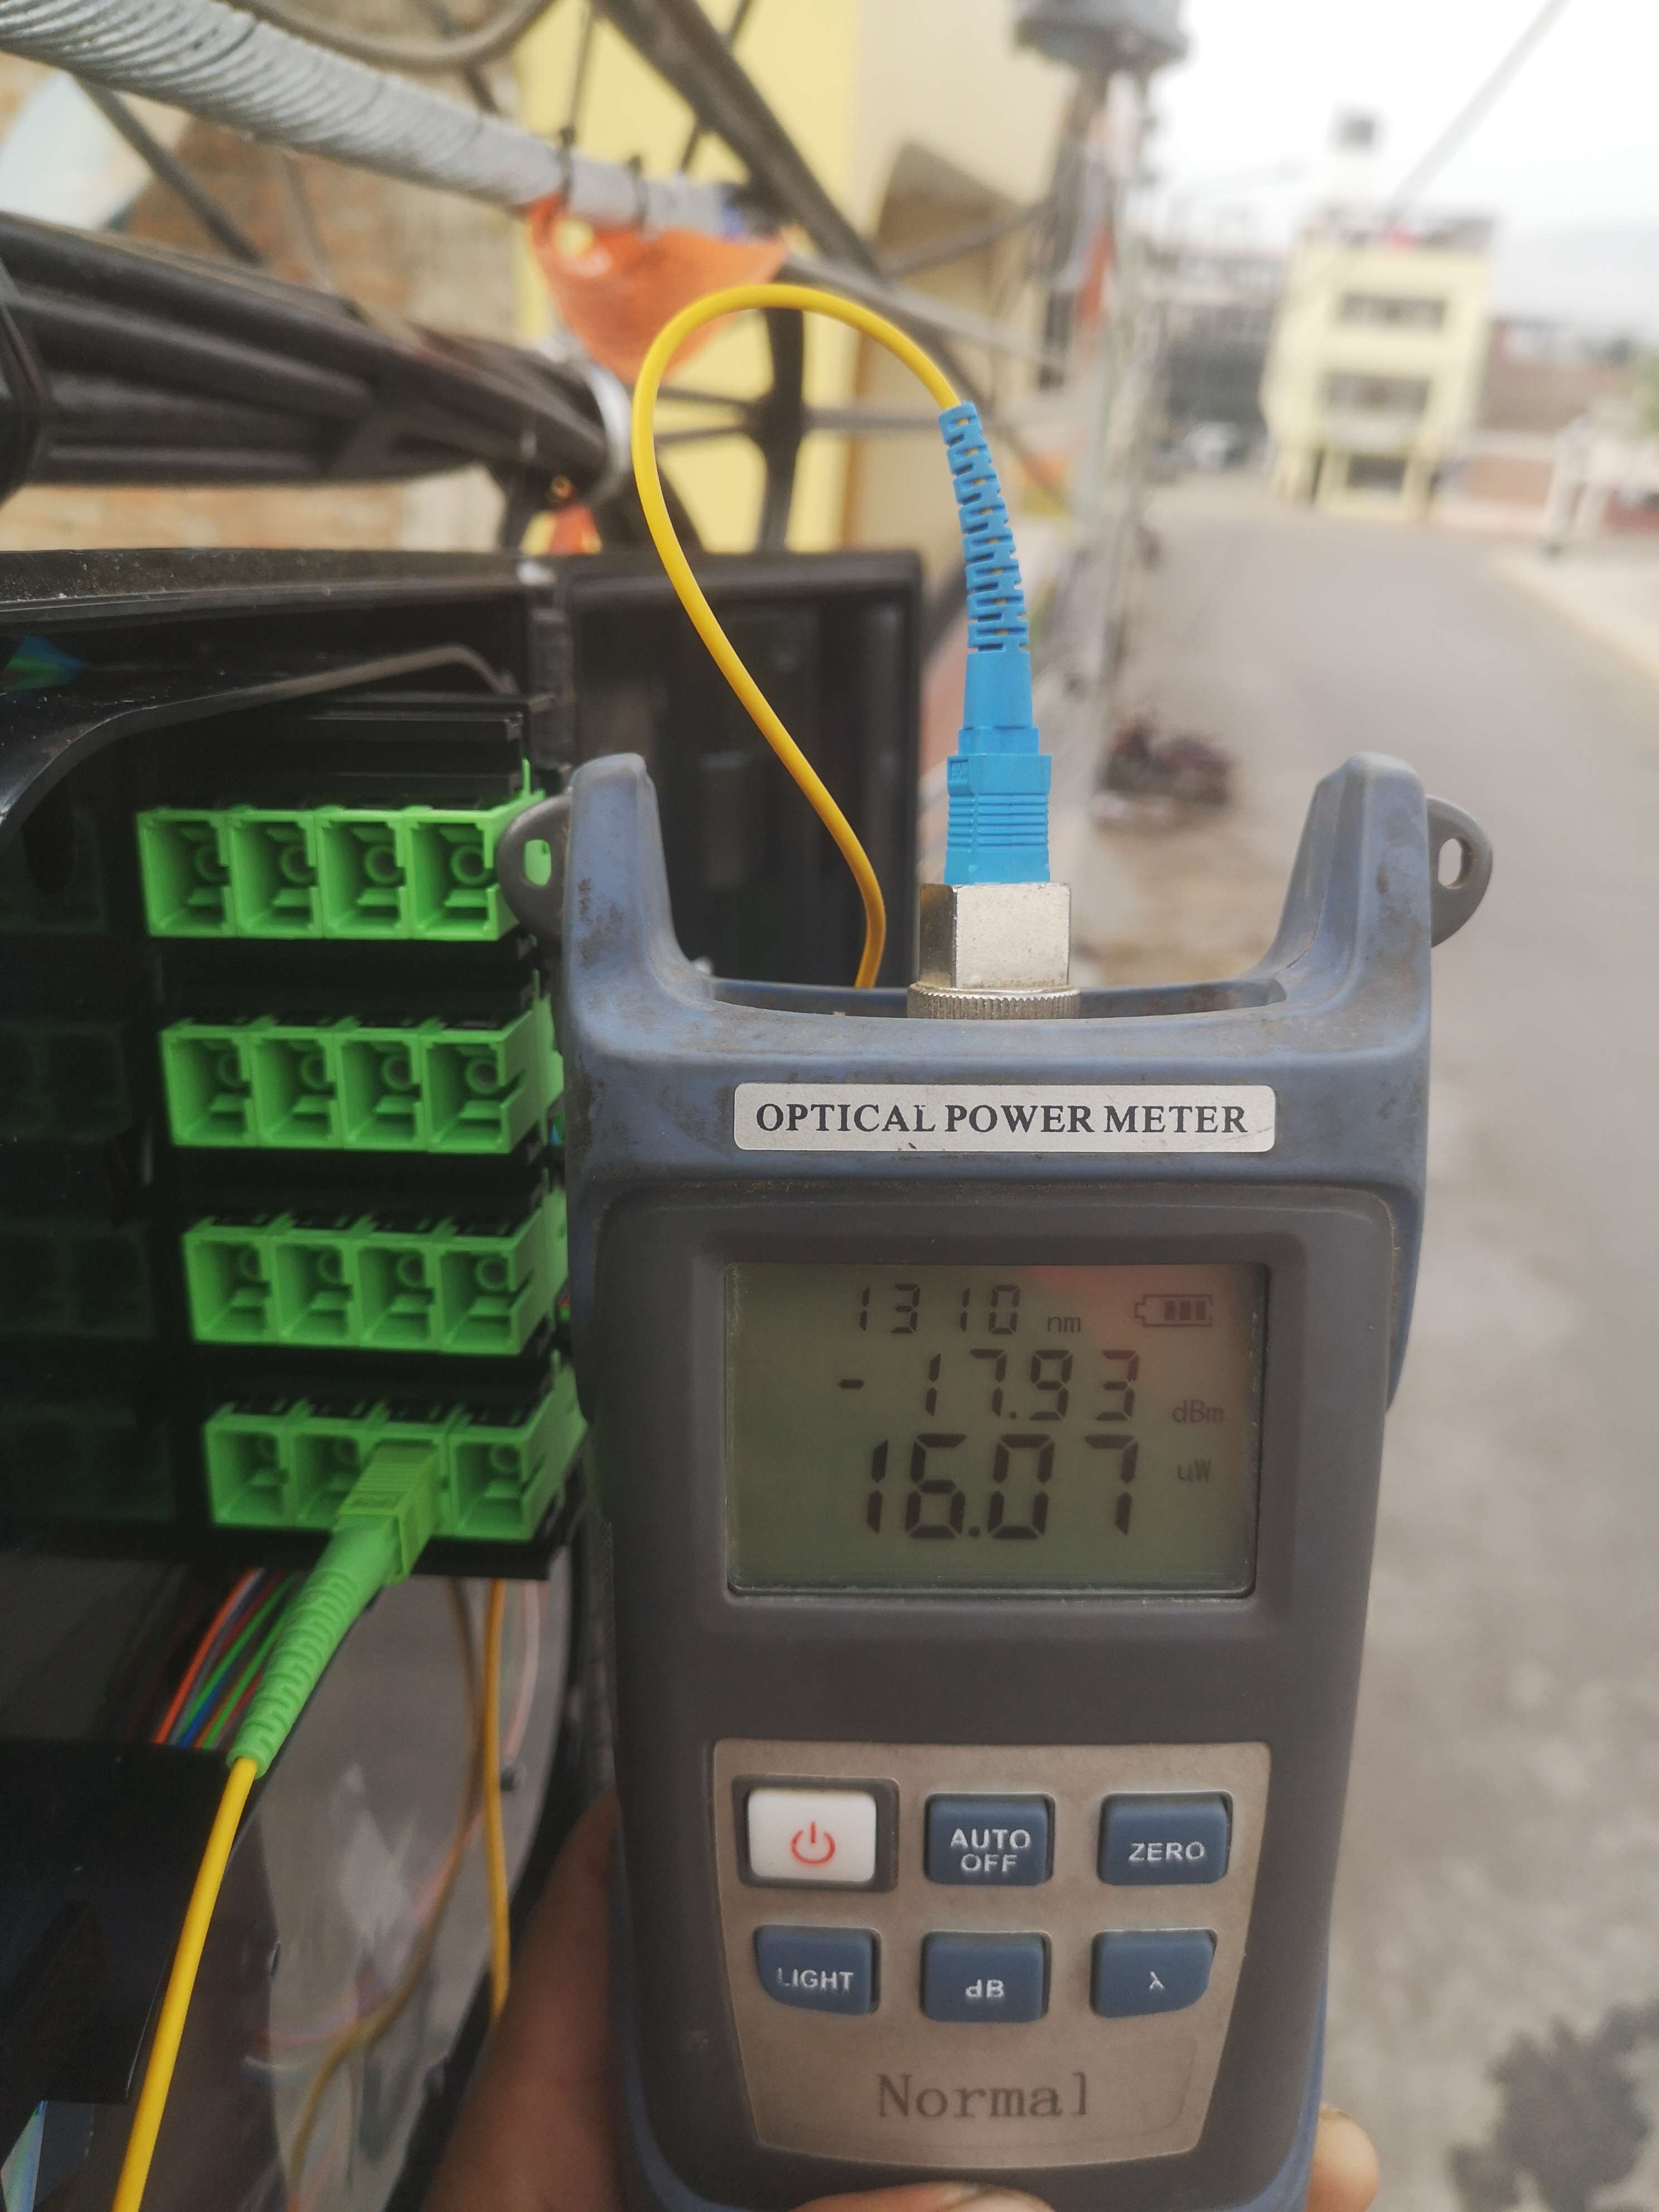 OPTICAL POWER METER
1310 nm
-17.93 dBm
16.07 uW
AUTO OFF
ZERO
LIGHT
dB
λ
Normal